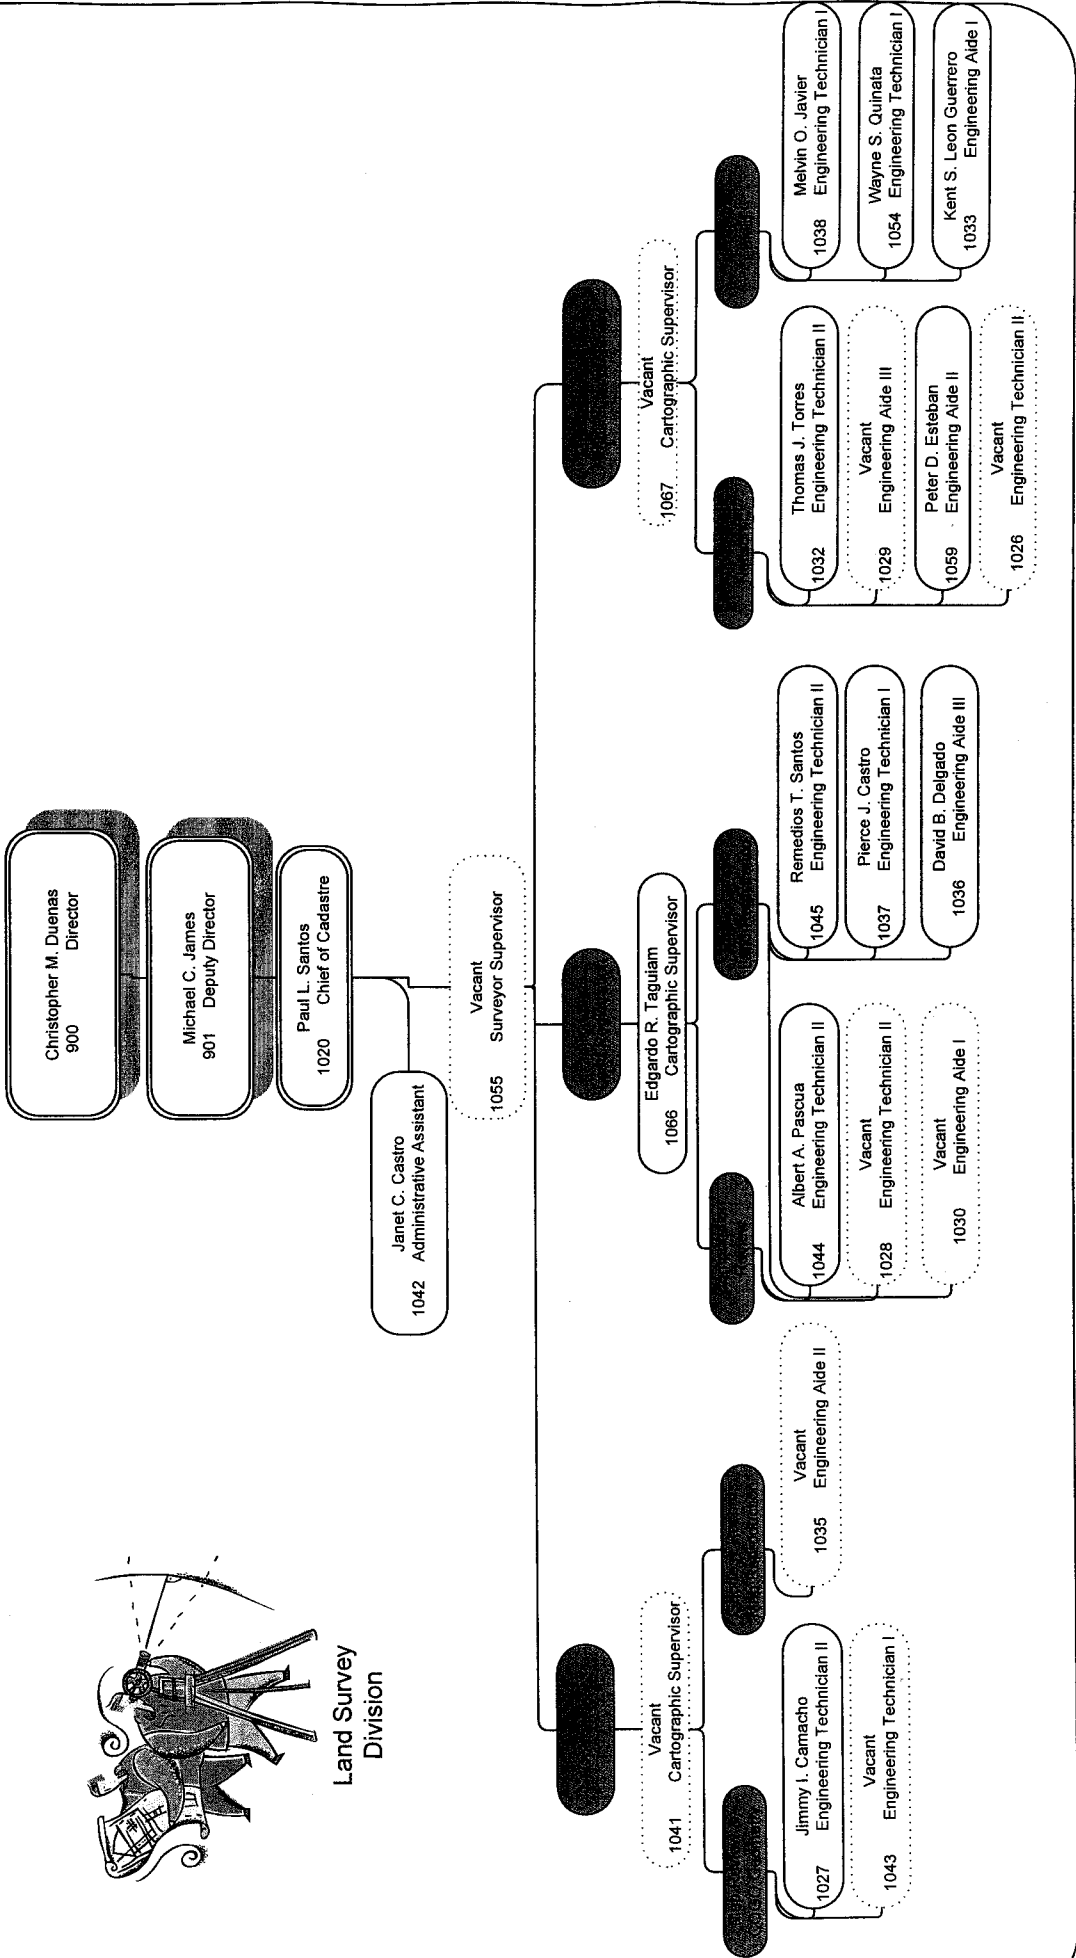 Land Survey
Division
Christopher M. Duenas
900 Director
Michael C. James
901 Deputy Director
Paul L. Santos
1020 Chief of Cadastre
Janet C. Castro
1042 Administrative Assistant
Vacant
1055 Surveyor Supervisor
Vacant
1041 Cartographic Supervisor
Jimmy I. Camacho
1027 Engineering Technician II
Vacant
1043 Engineering Technician I
Vacant
1035 Engineering Aide II
Edgardo R. Taguiam
1066 Cartographic Supervisor
Albert A. Pascua
1044 Engineering Technician II
Vacant
1028 Engineering Technician II
Vacant
1030 Engineering Aide I
Remedios T. Santos
1045 Engineering Technician II
Pierce J. Castro
1037 Engineering Technician I
David B. Delgado
1036 Engineering Aide III
Vacant
1067 Cartographic Supervisor
Thomas J. Torres
1032 Engineering Technician II
Vacant
1029 Engineering Aide III
Peter D. Esteban
1059 Engineering Aide II
Vacant
1026 Engineering Technician II
Melvin O. Javier
1038 Engineering Technician I
Wayne S. Quinata
1054 Engineering Technician I
Kent S. Leon Guerrero
1033 Engineering Aide I